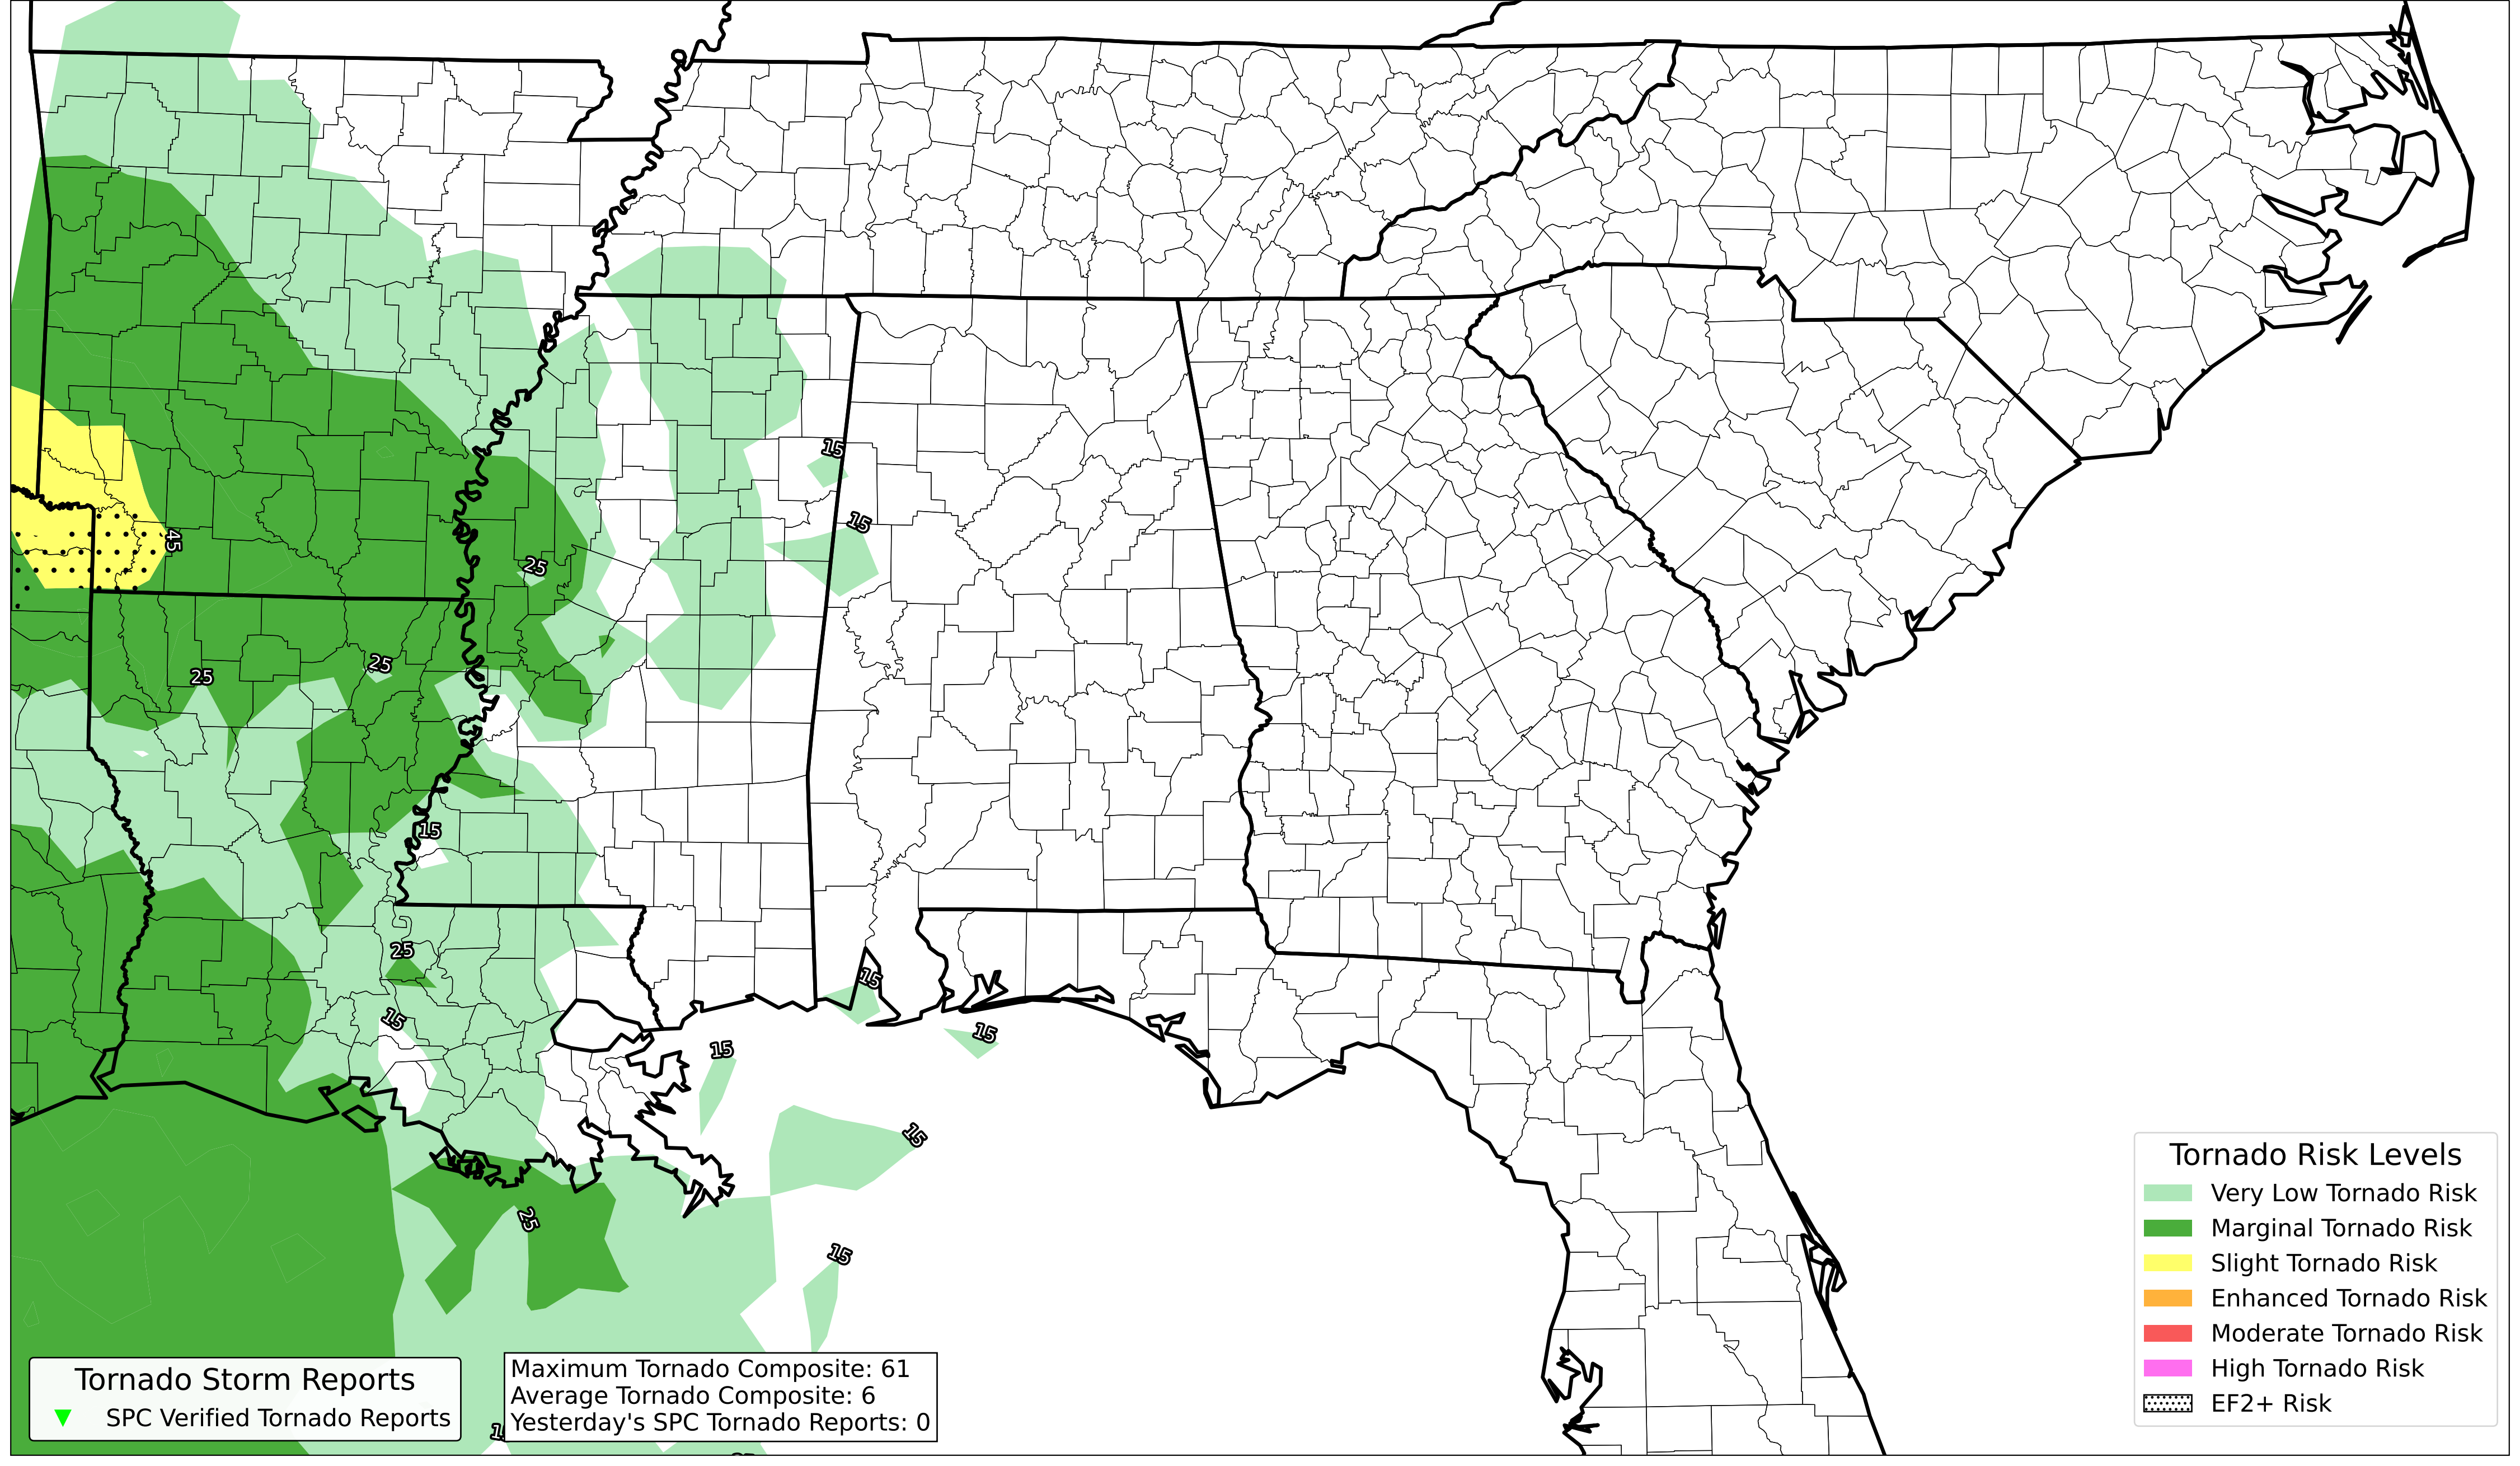 15
15
45
25
25
25
15
25
15
15
15
15
15
25
15
Tornado Risk Levels
Very Low Tornado Risk
Marginal Tornado Risk
Slight Tornado Risk
Enhanced Tornado Risk
Moderate Tornado Risk
High Tornado Risk
EF2+ Risk
Tornado Storm Reports
SPC Verified Tornado Reports
Maximum Tornado Composite: 61
Average Tornado Composite: 6
Yesterday's SPC Tornado Reports: 0